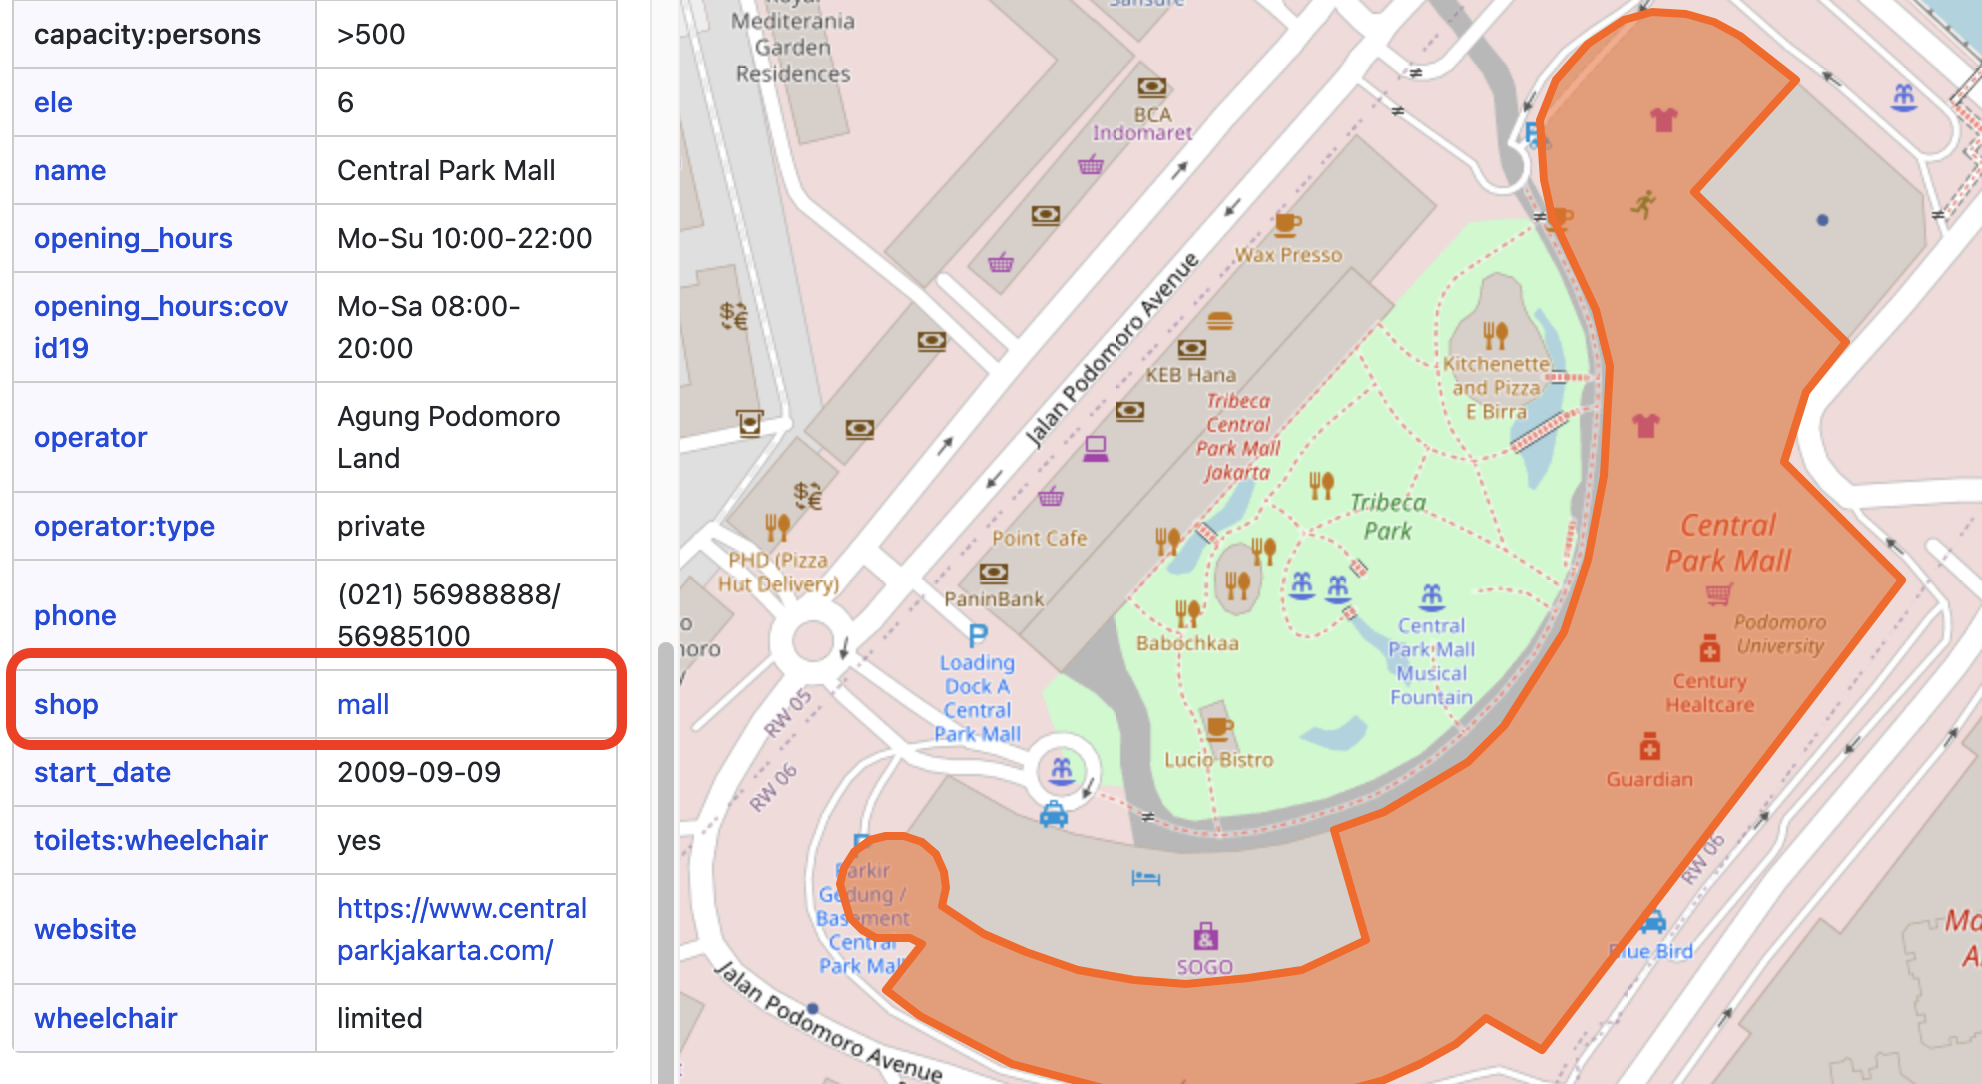 capacity:persons
>500
ele
6
name
Central Park Mall
opening_hours
Mo-Su 10:00-22:00
opening_hours:cov
id19
Mo-Sa 08:00-
20:00
operator
Agung Podomoro
Land
operator:type
private
phone
(021) 56988888/
56985100
shop
mall
start_date
2009-09-09
toilets:wheelchair
yes
website
https://www.central
parkjakarta.com/
wheelchair
limited
Mediterania
Garden
Residences
BCA
Indomaret
Wax Presso
Jalan Podomoro Avenue
KEB Hana
Tribeca
Central
Park Mall
Jakarta
Kitchenette
and Pizza
E Birra
Tribeca
Park
Point Cafe
PaninBank
PHD (Pizza
Hut Delivery)
P
Loading
Dock A
Central
Park Mall
Babochkaa
Central
Park Mall
Musical
Fountain
Lucio Bistro
Central
Park Mall
Podomoro
University
Century
Healtcare
Guardian
RW 05
RW 06
RW 06
Parkir
Gedung /
Basement
Central
Park Mall
SOGO
Blue Bird
Jalan Podomoro Avenue